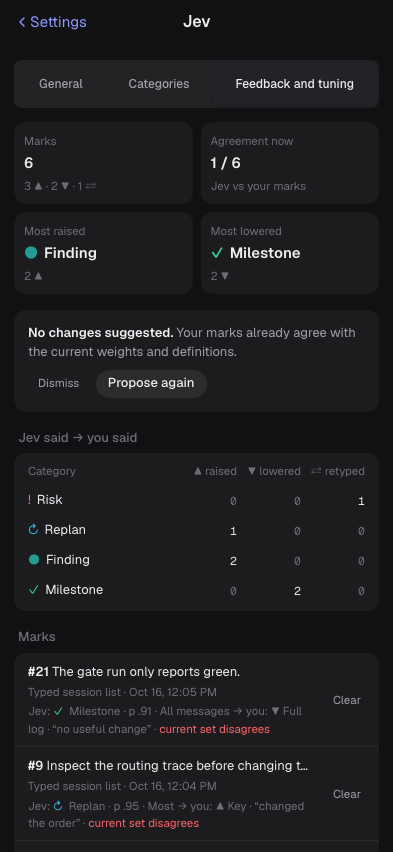 Settings
Jev
General Categories Feedback and tuning
Marks
6
3 ▲ · 2 ▼ · 1 ⇄
Agreement now
1 / 6
Jev vs your marks
Most raised
Finding
2 ▲
Most lowered
✓ Milestone
2 ▼
No changes suggested. Your marks already agree with
the current weights and definitions.
Dismiss Propose again
Jev said → you said
Category ▲ raised ▼ lowered ⇄ retyped
! Risk 0 0 1
Replan 1 0 0
Finding 2 0 0
✓ Milestone 0 2 0
Marks
#21 The gate run only reports green.
Typed session list · Oct 16, 12:05 PM
Clear
Jev: ✓ Milestone · p .91 · All messages → you: ▼ Full
log · “no useful change” · current set disagrees
#9 Inspect the routing trace before changing t…
Typed session list · Oct 16, 12:04 PM
Clear
Jev: ↻ Replan · p .95 · Most → you: ▲ Key · “changed
the order” · current set disagrees